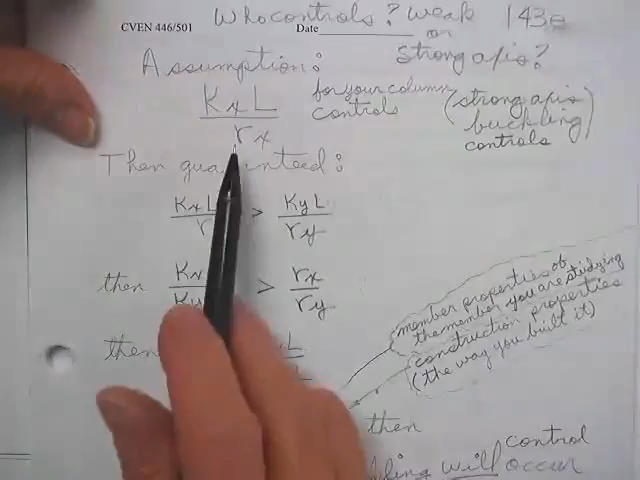 Who controls? weak 143e
CVEN 446/501 Date
or
strong axis?
Assumption:
KxL / rx for your column controls (strong axis buckling controls)
Then guaranteed:
KxL / r > KyL / ry
then Kx / Ky > rx / ry
then L
member properties of
the member you are studying
construction properties
(the way you built it)
then
control
will occur